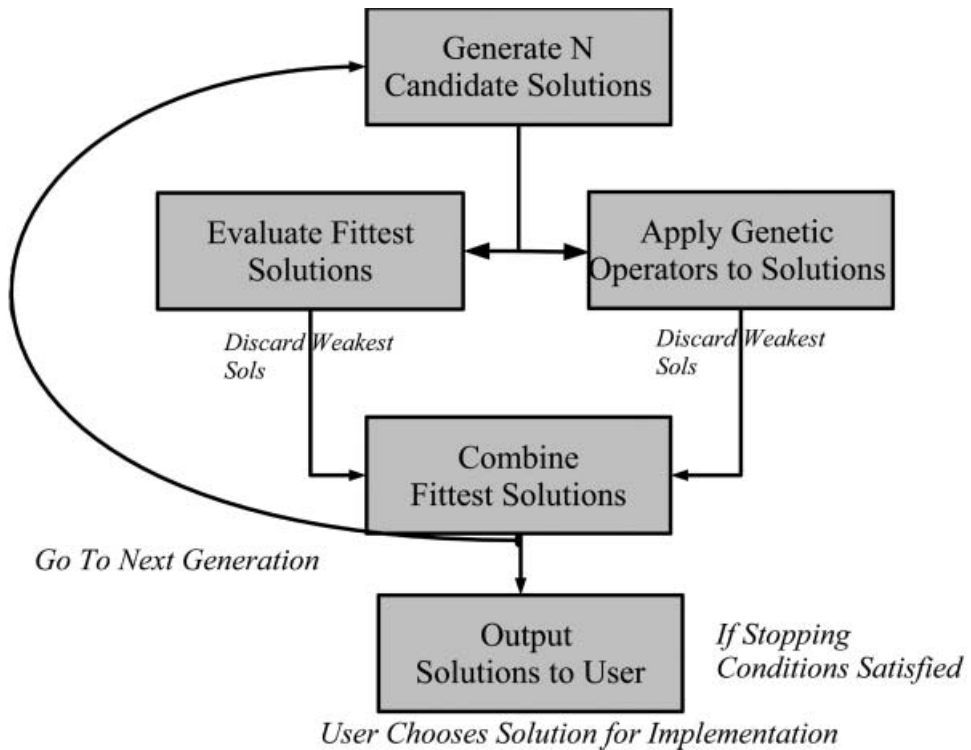 Generate N
Candidate Solutions
Evaluate Fittest
Solutions
Apply Genetic
Operators to Solutions
Discard Weakest
Sols
Discard Weakest
Sols
Combine
Fittest Solutions
Go To Next Generation
Output
Solutions to User
If Stopping
Conditions Satisfied
User Chooses Solution for Implementation